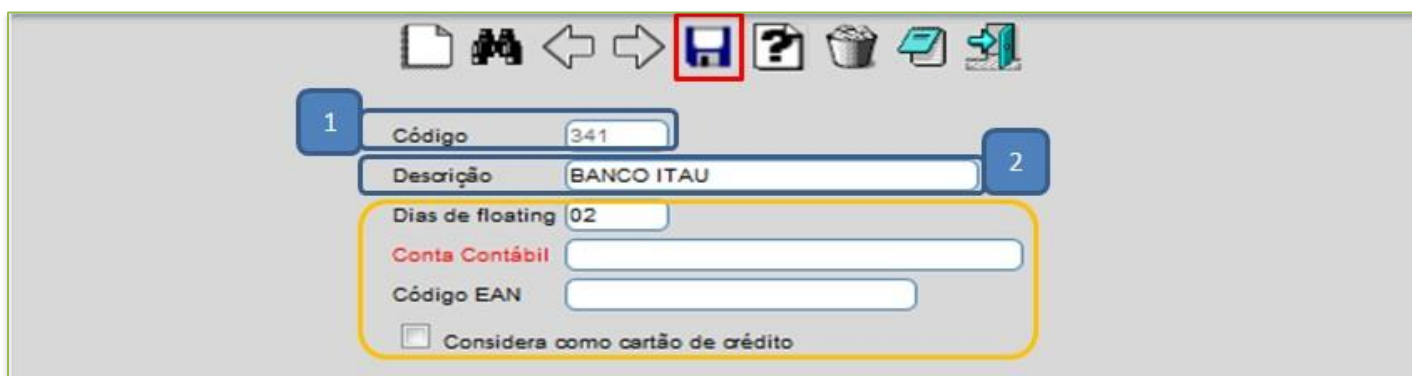 1
Código 341
Descrição BANCO ITAU
2
Dias de floating 02
Conta Contábil
Código EAN
Considera como cartão de crédito